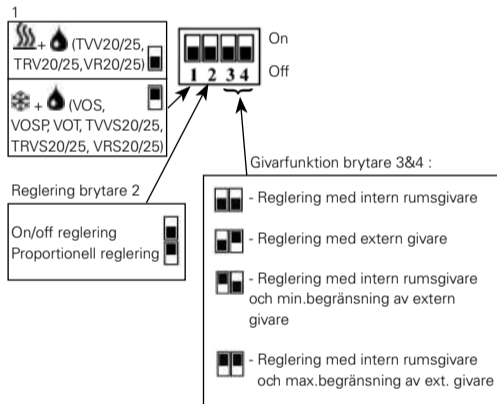 1
+ (TVV20/25,
TRV20/25,VR20/25)
+ (VOS,
VOSP, VOT, TVVS20/25,
TRVS20/25, VRS20/25)
On
Off
1 2 3 4
Reglering brytare 2
On/off reglering
Proportionell reglering
Givarfunktion brytare 3&4 :
- Reglering med intern rumsgivare
- Reglering med extern givare
- Reglering med intern rumsgivare
och min.begränsning av extern
givare
- Reglering med intern rumsgivare
och max.begränsning av ext. givare